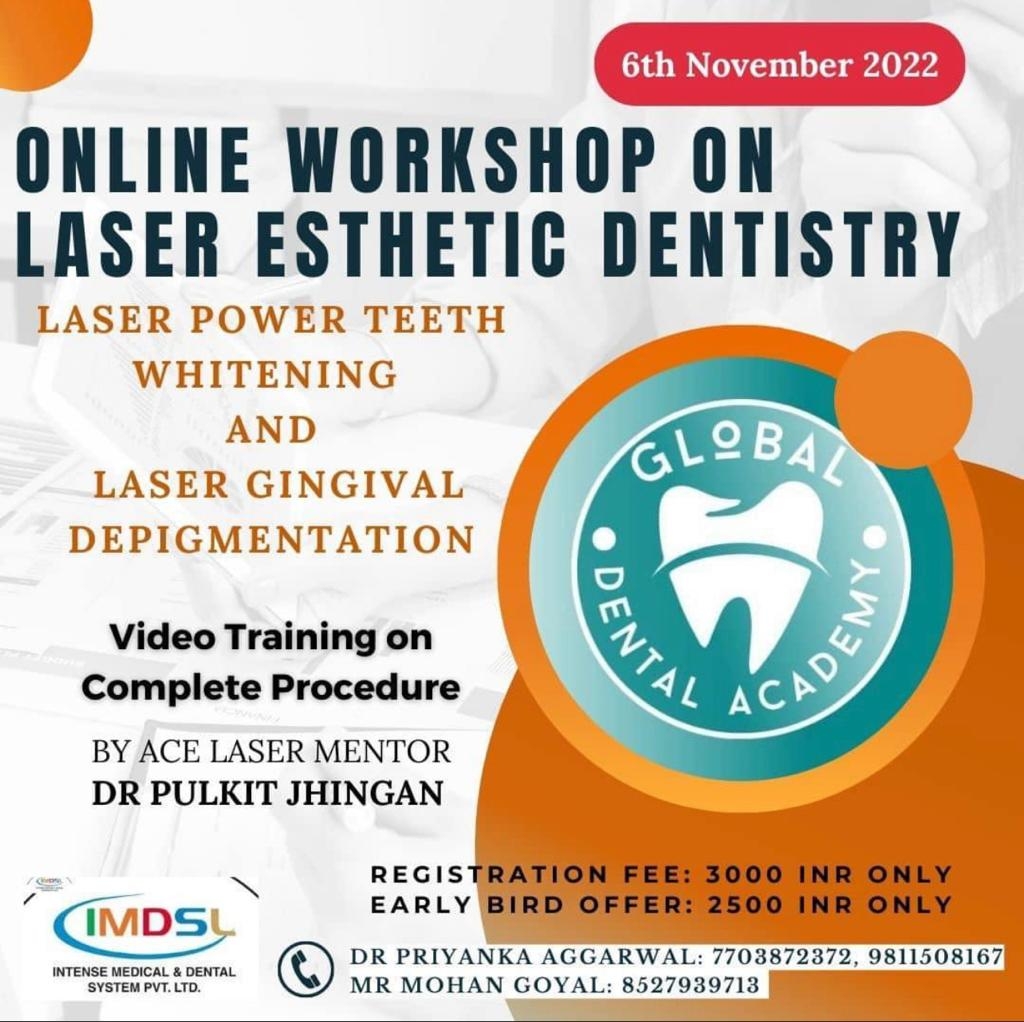 6th November 2022
ONLINE WORKSHOP ON
LASER ESTHETIC DENTISTRY
LASER POWER TEETH
WHITENING
AND
LASER GINGIVAL
DEPIGMENTATION
GLOBAL
DENTAL ACADEMY
Video Training on
Complete Procedure
BY ACE LASER MENTOR
DR PULKIT JHINGAN
REGISTRATION FEE: 3000 INR ONLY
EARLY BIRD OFFER: 2500 INR ONLY
IMDSL
INTENSE MEDICAL & DENTAL
SYSTEM PVT. LTD.
DR PRIYANKA AGGARWAL: 7703872372, 9811508167
MR MOHAN GOYAL: 8527939713